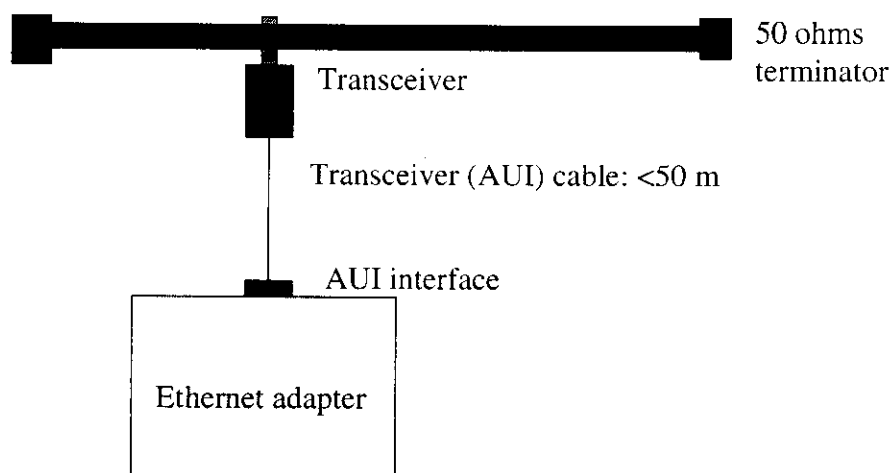 50 ohms
terminator
Transceiver
Transceiver (AUI) cable: <50 m
AUI interface
Ethernet adapter